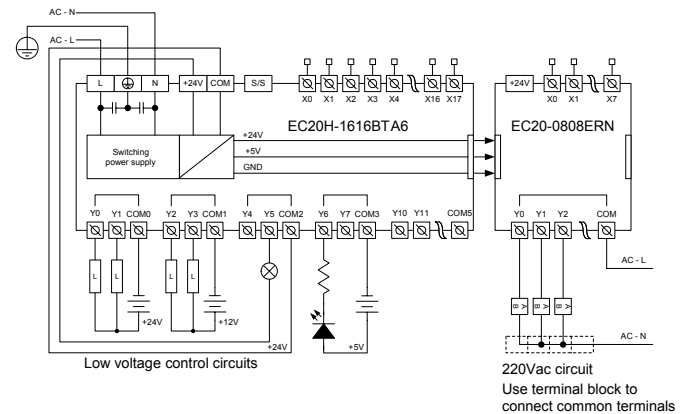 AC - N
AC - L
L N +24V COM S/S
X0 X1 X2 X3 X4 X16 X17
+24V
X0 X1 X7
EC20H-1616BTA6
EC20-0808ERN
Switching
power supply
+24V
+5V
GND
Y0 Y1 COM0 Y2 Y3 COM1 Y4 Y5 COM2 Y6 Y7 COM3 Y10 Y11 COM5
Y0 Y1 Y2 COM
L L L L
AC - L
A B A B A B
+24V
+12V
+24V
+5V
AC - N
Low voltage control circuits
220Vac circuit
Use terminal block to
connect common terminals